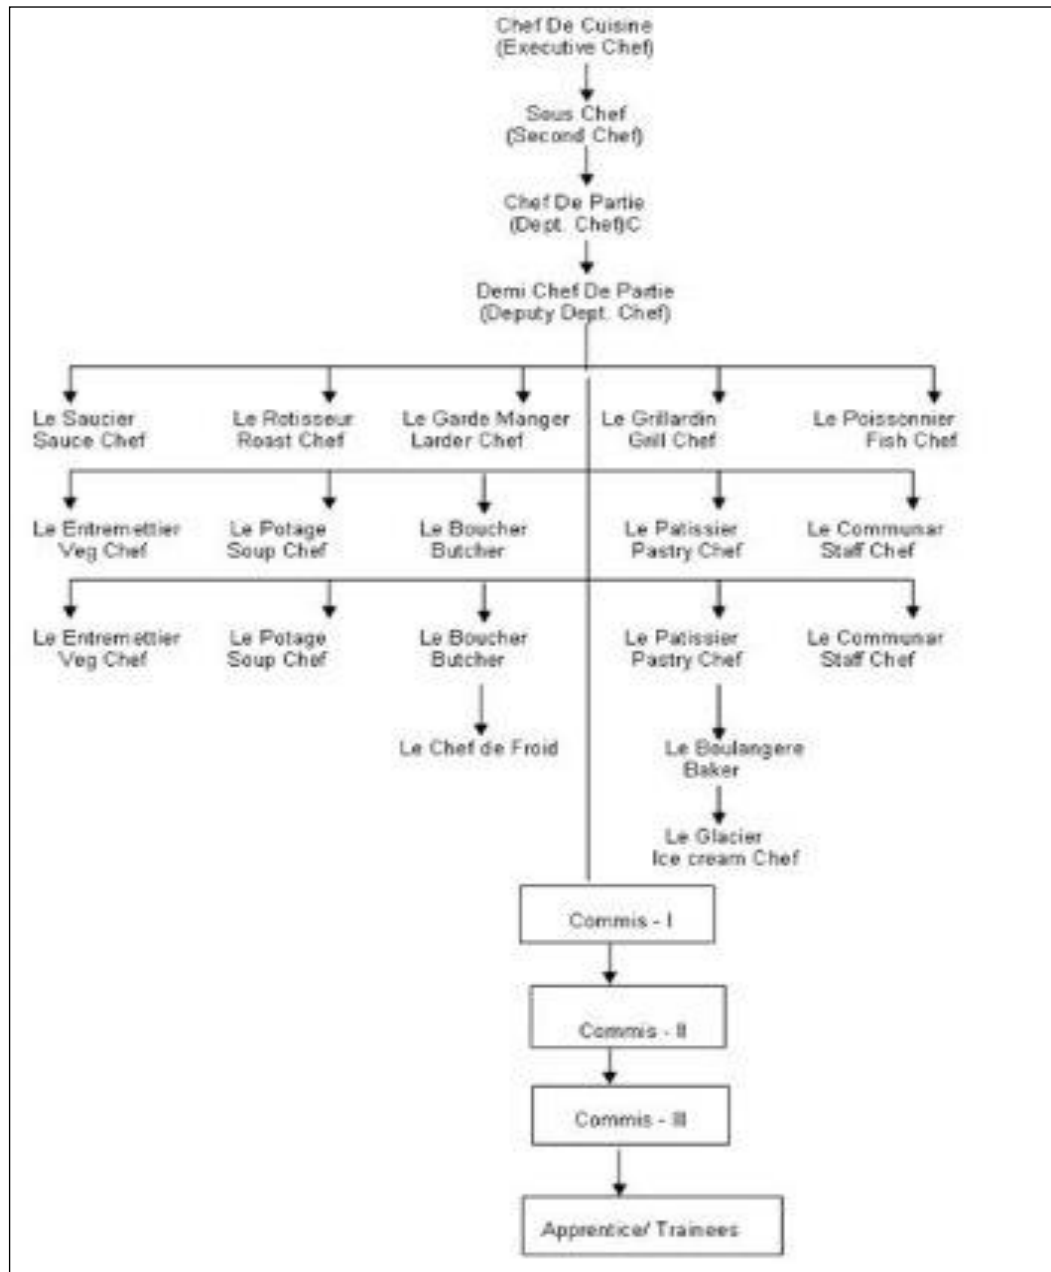 Chef De Cuisine
(Executive Chef)
Sous Chef
(Second Chef)
Chef De Partie
(Dept. Chef)C
Demi Chef De Partie
(Deputy Dept. Chef)
Le Saucier Le Rotisseur Le Garde Manger Le Grillardin Le Poissonnier
Sauce Chef Roast Chef Larder Chef Grill Chef Fish Chef
Le Entremettier Le Potage Le Boucher Le Patissier Le Communar
Veg Chef Soup Chef Butcher Pastry Chef Staff Chef
Le Entremettier Le Potage Le Boucher Le Patissier Le Communar
Veg Chef Soup Chef Butcher Pastry Chef Staff Chef
Le Chef de Froid Le Boulangere
Baker
Le Glacier
Ice cream Chef
Commis - I
Commis - II
Commis - III
Apprentice/ Trainees